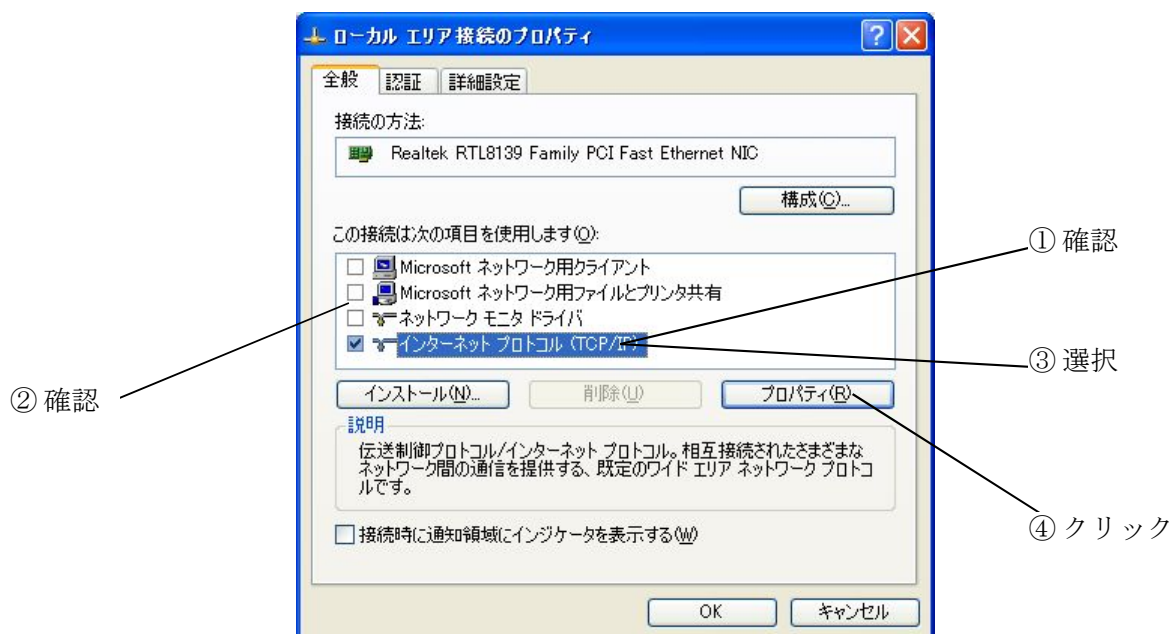 ローカル エリア接続のプロパティ
全般
認証
詳細設定
接続の方法:
Realtek RTL8139 Family PCI Fast Ethernet NIC
構成(C)...
この接続は次の項目を使用します(O):
① 確認
Microsoft ネットワーク用クライアント
Microsoft ネットワーク用ファイルとプリンタ共有
ネットワーク モニタ ドライバ
インターネット プロトコル (TCP/IP)
③ 選択
② 確認
インストール(N)...
削除(U)
プロパティ(R)
説明
伝送制御プロトコル/インターネット プロトコル。相互接続されたさまざまな
ネットワーク間の通信を提供する、既定のワイド エリア ネットワーク プロトコ
ルです。
接続時に通知領域にインジケータを表示する(W)
④ クリック
OK
キャンセル